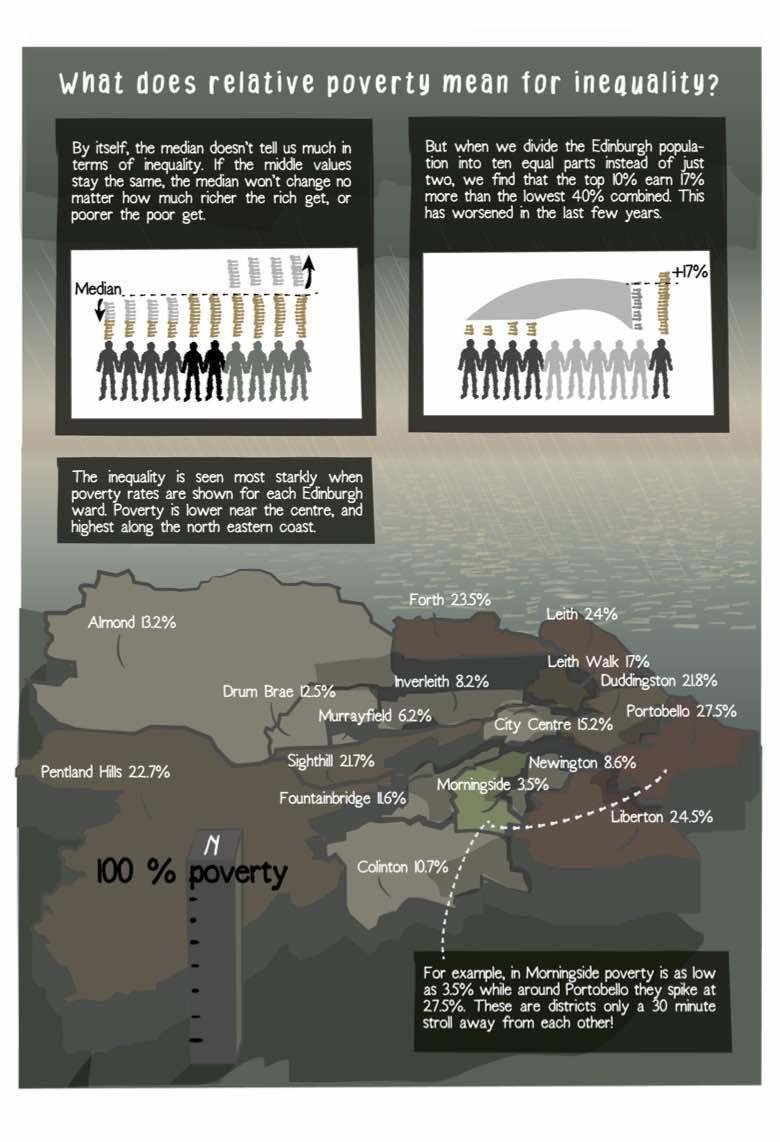 What does relative poverty mean for inequality?
By itself, the median doesn't tell us much in
terms of inequality. If the middle values
stay the same, the median won't change no
matter how much richer the rich get, or
poorer the poor get.
Median
But when we divide the Edinburgh popula-
tion into ten equal parts instead of just
two, we find that the top 10% earn 17%
more than the lowest 40% combined. This
has worsened in the last few years.
+17%
The inequality is seen most starkly when
poverty rates are shown for each Edinburgh
ward. Poverty is lower near the centre, and
highest along the north eastern coast.
Almond 13.2%
Forth 23.5%
Leith 24%
Leith Walk 17%
Inverleith 8.2%
Duddingston 21.8%
Drum Brae 12.5%
Murrayfield 6.2%
City Centre 15.2%
Portobello 27.5%
Pentland Hills 22.7%
Sighthill 21.7%
Newington 8.6%
Fountainbridge 11.6%
Morningside 3.5%
Liberton 24.5%
Colinton 10.7%
N
100 % poverty
For example, in Morningside poverty is as low
as 3.5% while around Portobello they spike at
27.5%. These are districts only a 30 minute
stroll away from each other!